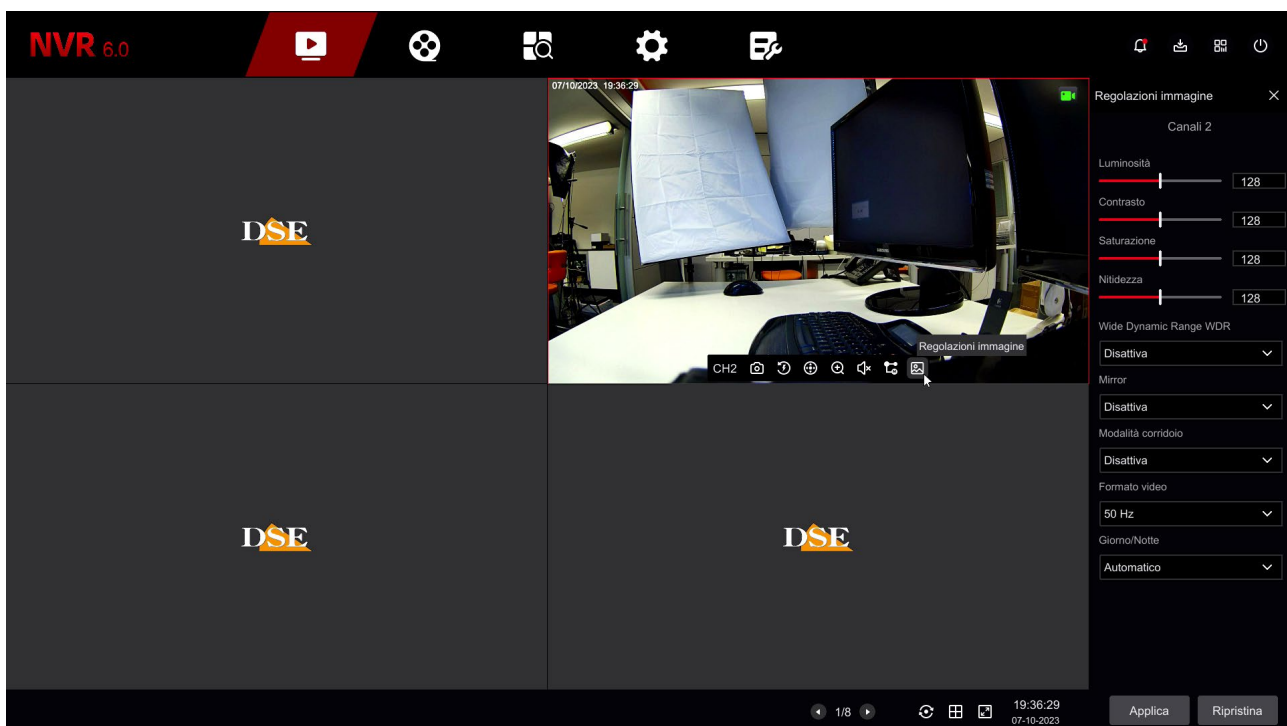 NVR 6.0
07/10/2023 19:36:29
Regolazioni immagine
Canali 2
Luminosità
128
Contrasto
128
Saturazione
128
Nitidezza
128
Wide Dynamic Range WDR
Disattiva
Mirror
Disattiva
Modalità corridoio
Disattiva
Formato video
50 Hz
Giorno/Notte
Automatico
DSE
Regolazioni immagine
CH2
DSE
DSE
1/8
19:36:29
07-10-2023
Applica
Ripristina